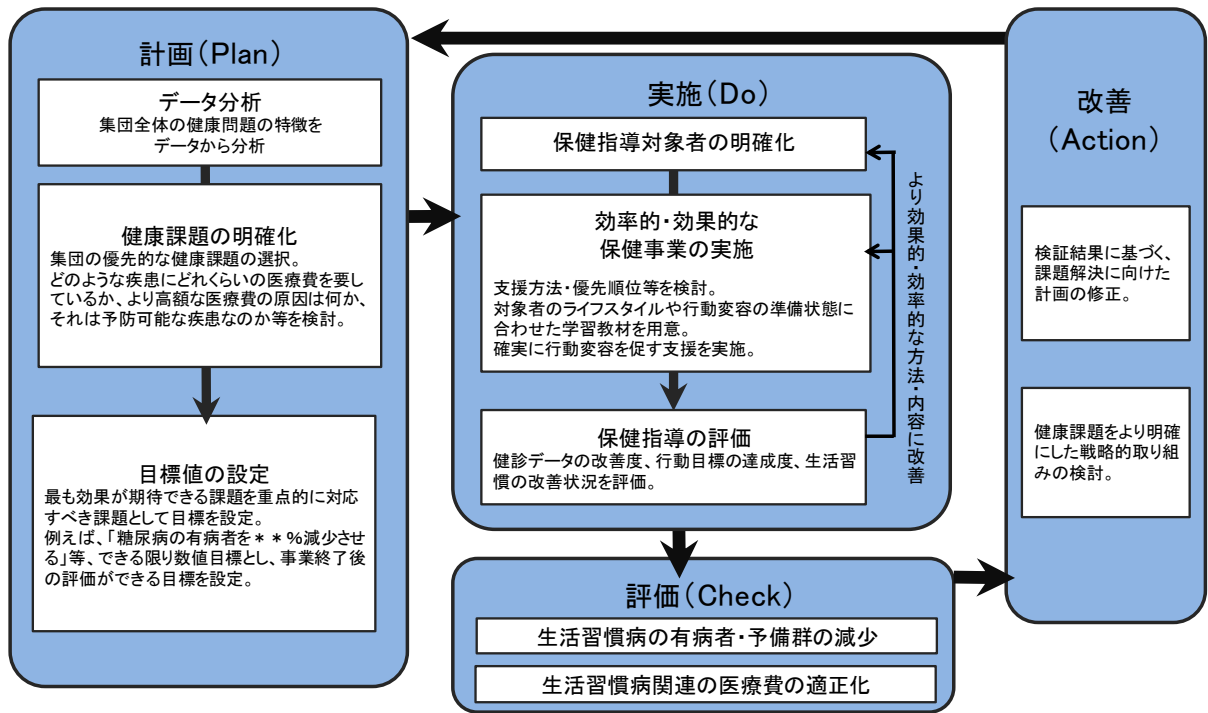 計画(Plan)
データ分析
集団全体の健康問題の特徴を
データから分析
健康課題の明確化
集団の優先的な健康課題の選択。
どのような疾患にどれくらいの医療費を要し
ているか、より高額な医療費の原因は何か、
それは予防可能な疾患なのか等を検討。
目標値の設定
最も効果が期待できる課題を重点的に対応
すべき課題として目標を設定。
例えば、「糖尿病の有病者を**%減少させ
る」等、できる限り数値目標とし、事業終了後
の評価ができる目標を設定。
実施(Do)
保健指導対象者の明確化
効率的・効果的な
保健事業の実施
支援方法・優先順位等を検討。
対象者のライフスタイルや行動変容の準備状態に
合わせた学習教材を用意。
確実に行動変容を促す支援を実施。
保健指導の評価
健診データの改善度、行動目標の達成度、生活習
慣の改善状況を評価。
より効果的・効率的な方法・内容に改善
評価(Check)
生活習慣病の有病者・予備群の減少
生活習慣病関連の医療費の適正化
改善
(Action)
検証結果に基づく、
課題解決に向けた
計画の修正。
健康課題をより明確
にした戦略的取り組
みの検討。